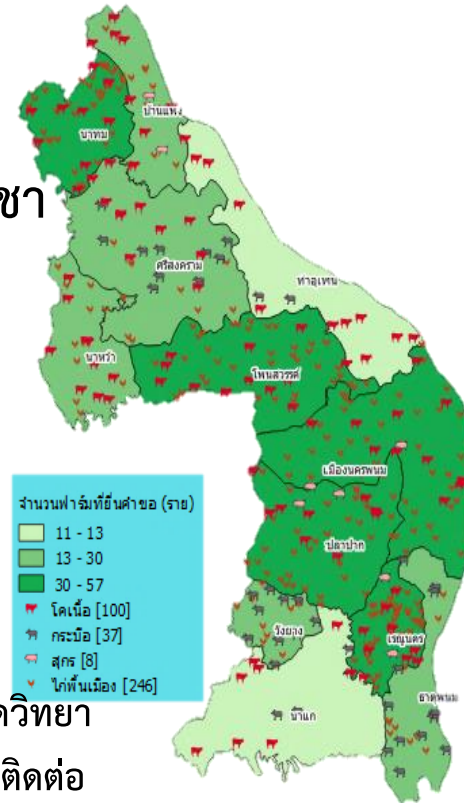 บ้านแพง
นาทม
ชา
ศรีสงคราม
ท่าอุเทน
นาหว้า
โพนสวรรค์
เมืองนครพนม
ปลาปาก
วังยาง
เรณูนคร
ธาตุพนม
นาแก
จำนวนฟาร์มที่ยื่นคำขอ (ราย)
11 - 13
13 - 30
30 - 57
โคเนื้อ [100]
กระบือ [37]
สุกร [8]
ไก่พื้นเมือง [246]
ดวิทยา
ติดต่อ